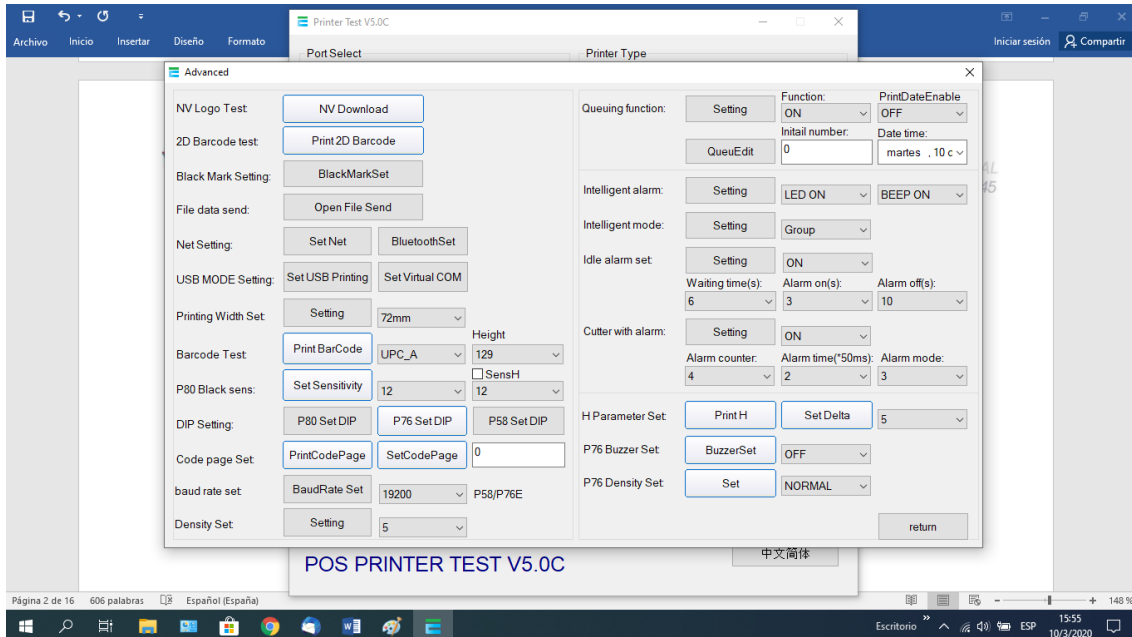 Printer Test V5.0C
Archivo Inicio Insertar Diseño Formato
Iniciar sesión Compartir
Port Select Printer Type
Advanced
NV Logo Test: NV Download
2D Barcode test: Print 2D Barcode
Black Mark Setting: BlackMarkSet
File data send: Open File Send
Net Setting: Set Net BluetoothSet
USB MODE Setting: Set USB Printing Set Virtual COM
Printing Width Set: Setting 72mm
Height
Barcode Test: Print BarCode UPC_A 129
SensH
P80 Black sens: Set Sensitivity 12 12
DIP Setting: P80 Set DIP P76 Set DIP P58 Set DIP
Code page Set: PrintCodePage SetCodePage 0
baud rate set: BaudRate Set 19200 P58/P76E
Density Set: Setting 5
Function: PrintDateEnable
Queuing function: Setting ON OFF
Initail number: Date time:
QueuEdit 0 martes , 10 c
Intelligent alarm: Setting LED ON BEEP ON
Intelligent mode: Setting Group
Idle alarm set: Setting ON
Waiting time(s): Alarm on(s): Alarm off(s):
6 3 10
Cutter with alarm: Setting ON
Alarm counter: Alarm time(*50ms): Alarm mode:
4 2 3
H Parameter Set: Print H Set Delta 5
P76 Buzzer Set: BuzzerSet OFF
P76 Density Set: Set NORMAL
return
AL
45
POS PRINTER TEST V5.0C
中文简体
Página 2 de 16 606 palabras Español (España) 148 %
Escritorio ESP 15:55
10/3/2020